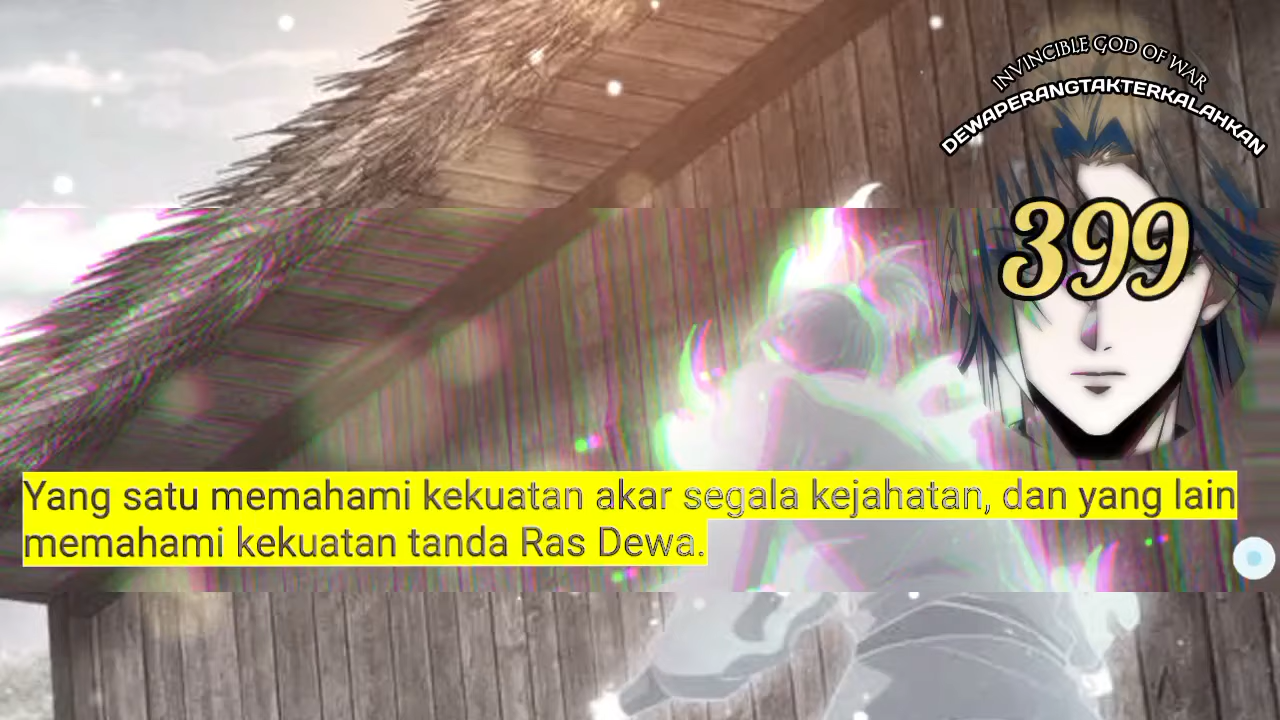 INVINCIBLE GOD OF WAR
DEWAPERANGTAKTERKALAHKAN
399
Yang satu memahami kekuatan akar segala kejahatan, dan yang lain
memahami kekuatan tanda Ras Dewa.